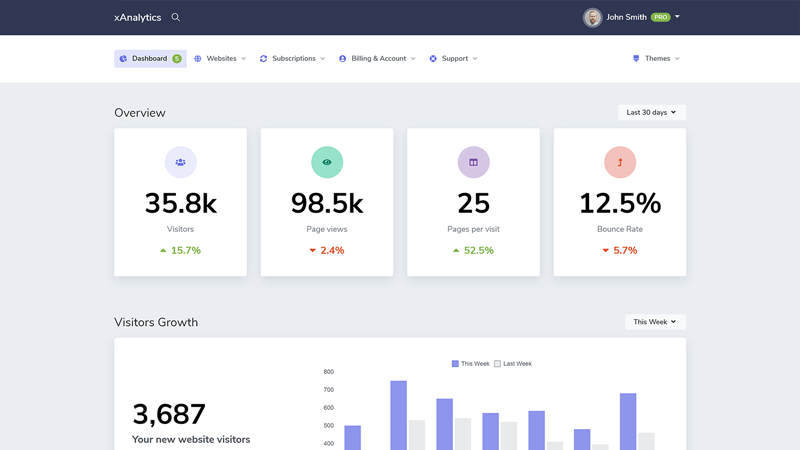 xAnalytics
John Smith PRO
Dashboard 5 Websites Subscriptions Billing & Account Support Themes
Overview
Last 30 days
35.8k 98.5k 25 12.5%
Visitors Page views Pages per visit Bounce Rate
15.7% 2.4% 52.5% 5.7%
Visitors Growth
This Week
This Week Last Week
3,687
Your new website visitors
800
700
600
500
400